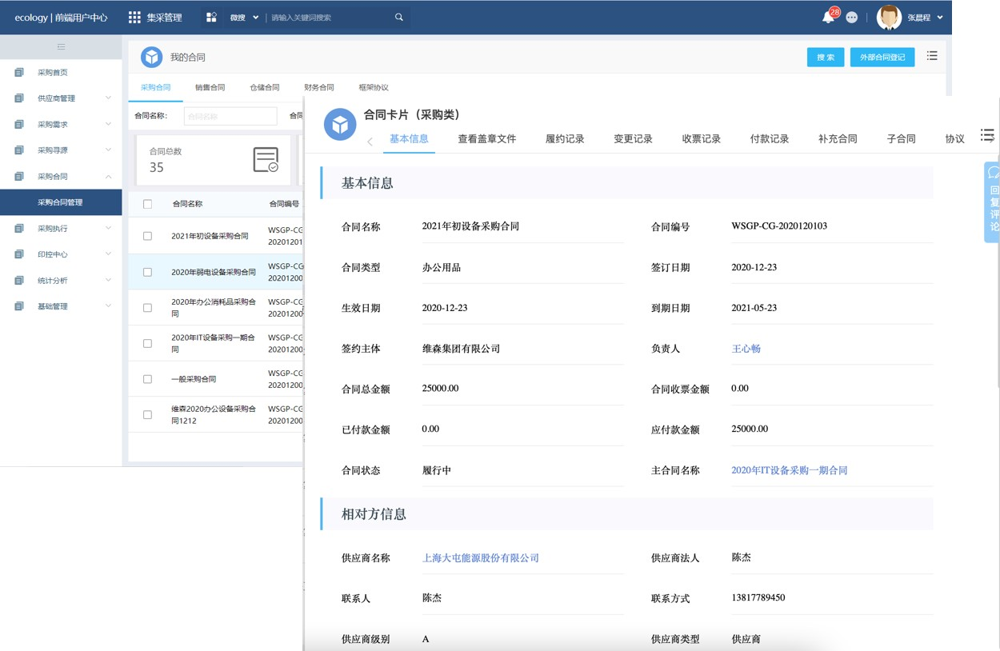 ecology | 前端用户中心
集采管理
微搜
请输入关键词搜索
28
张晨程
采购首页
供应商管理
采购需求
采购寻源
采购合同
采购合同管理
采购执行
印控中心
统计分析
基础管理
我的合同
搜 索
外部合同登记
采购合同
销售合同
仓储合同
财务合同
框架协议
合同名称：
合同名称
合同
合同总数
35
合同名称
合同编号
2021年初设备采购合同
WSGP-CG
20201201
2020年弱电设备采购合同
WSGP-CG
20201200
2020年办公消耗品采购合
同
WSGP-CG
20201200
2020年IT设备采购一期合
同
WSGP-CG
20201200
一般采购合同
WSGP-CG
20201200
维森2020办公设备采购合
同1212
WSGP-CG
20201200
合同卡片（采购类）
基本信息
查看盖章文件
履约记录
变更记录
收票记录
付款记录
补充合同
子合同
协议
回复评论
基本信息
合同名称
2021年初设备采购合同
合同编号
WSGP-CG-2020120103
合同类型
办公用品
签订日期
2020-12-23
生效日期
2020-12-23
到期日期
2021-05-23
签约主体
维森集团有限公司
负责人
王心畅
合同总金额
25000.00
合同收票金额
0.00
已付款金额
0.00
应付款金额
25000.00
合同状态
履行中
主合同名称
2020年IT设备采购一期合同
相对方信息
供应商名称
上海大屯能源股份有限公司
供应商法人
陈杰
联系人
陈杰
联系方式
13817789450
供应商级别
A
供应商类型
供应商